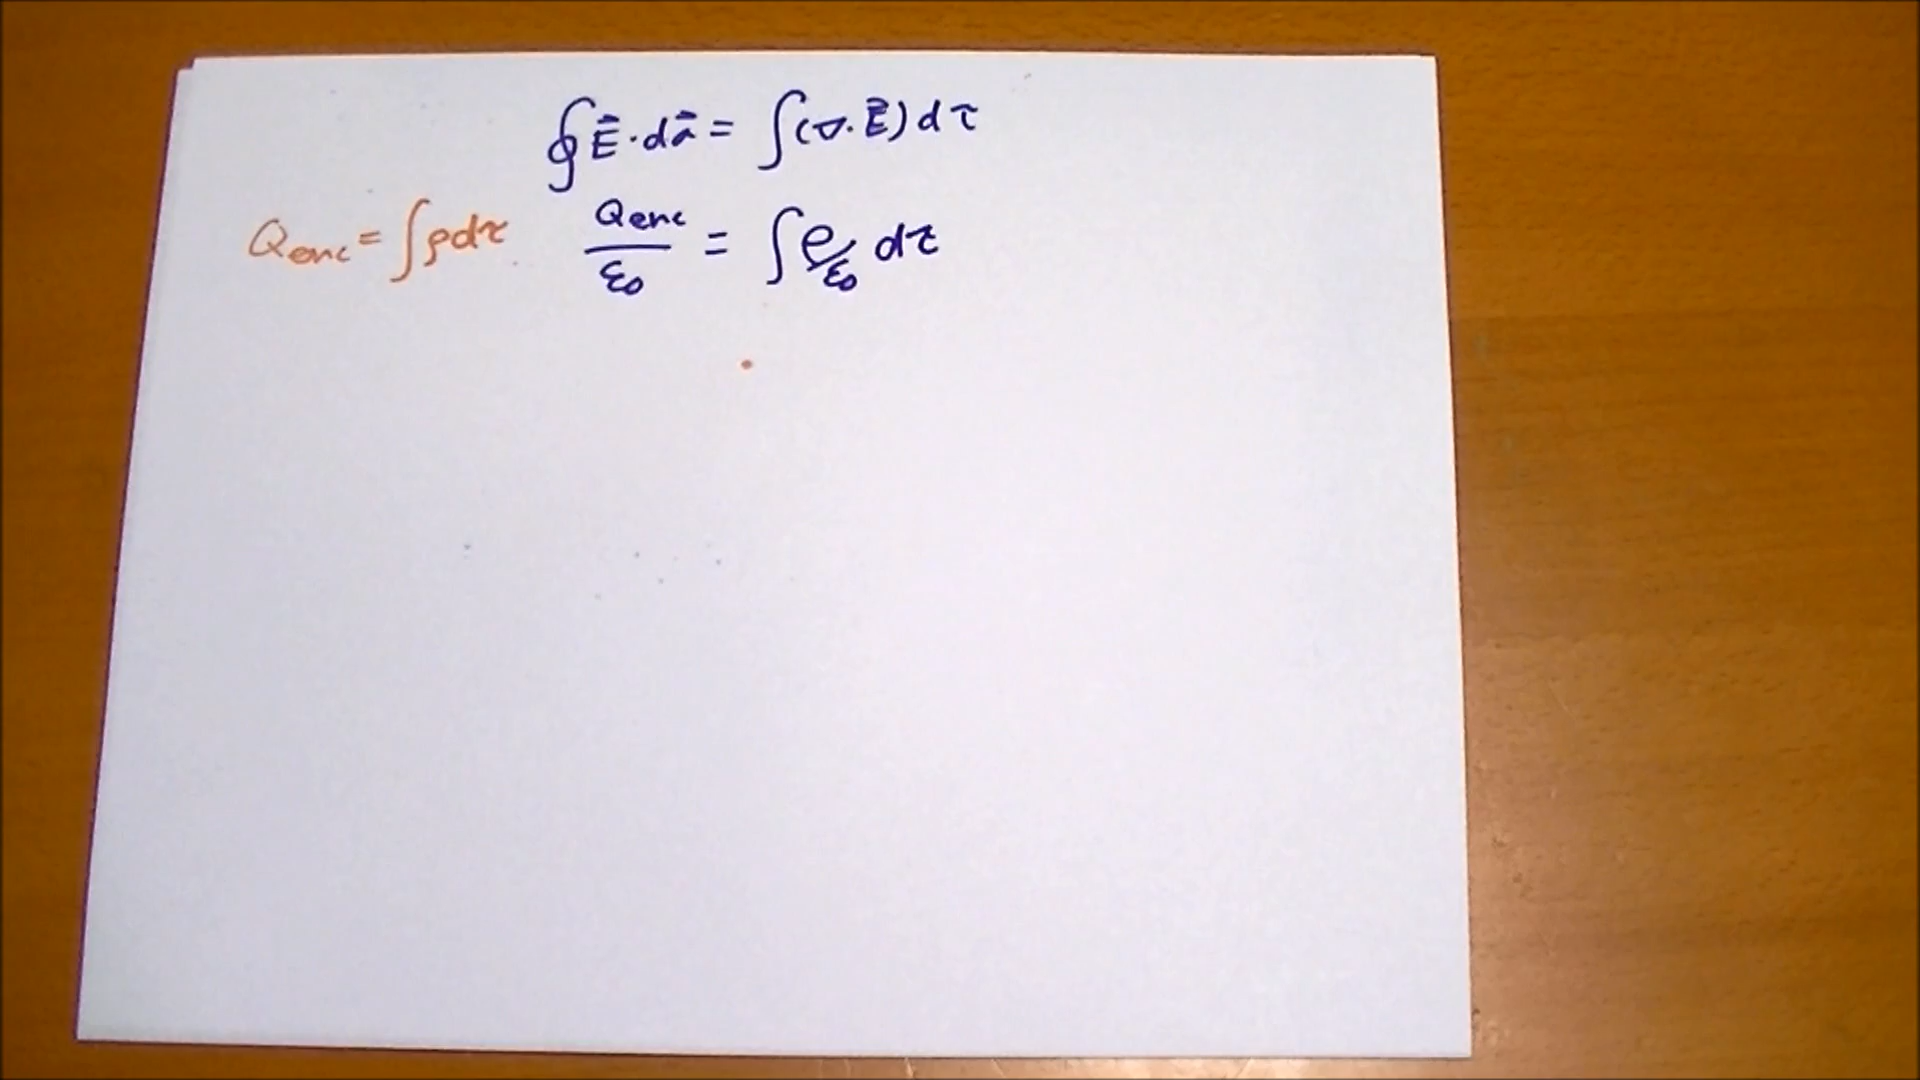 ∮E⃗·da⃗ = ∫(∇·E⃗)dτ
Qenc = ∫ρdτ
Qenc/ε₀ = ∫ρ/ε₀ dτ